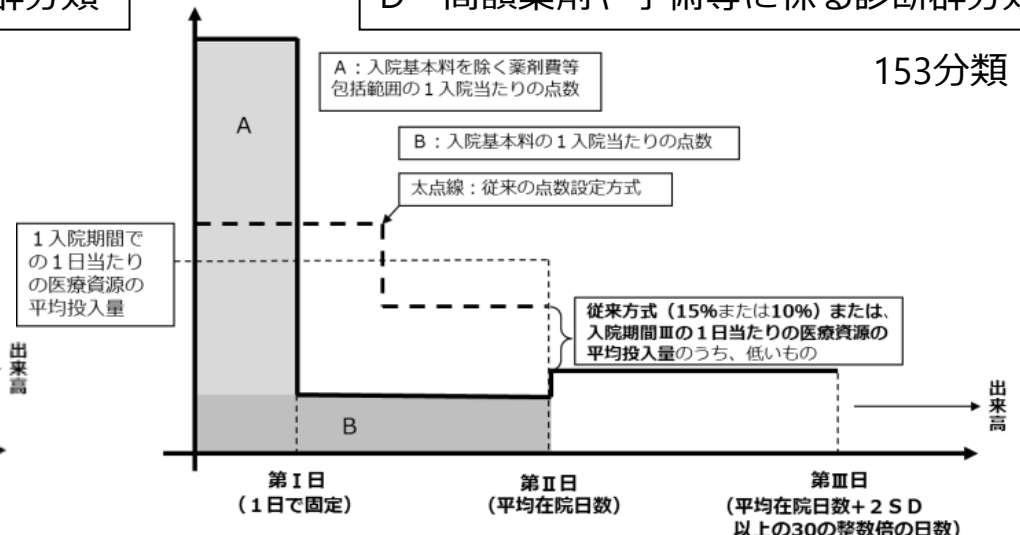 群分類
D 高額薬剤や手術等に係る診断群分類
153分類
A：入院基本料を除く薬剤費等
包括範囲の１入院当たりの点数
A
B：入院基本料の１入院当たりの点数
太点線：従来の点数設定方式
１入院期間で
の１日当たり
の医療資源の
平均投入量
従来方式（15%または10%）または、
入院期間Ⅲの１日当たりの医療資源の
平均投入量のうち、低いもの
出来高
出来高
B
第Ⅰ日
（１日で固定）
第Ⅱ日
（平均在院日数）
第Ⅲ日
（平均在院日数+２ＳＤ
以上の30の整数倍の日数）